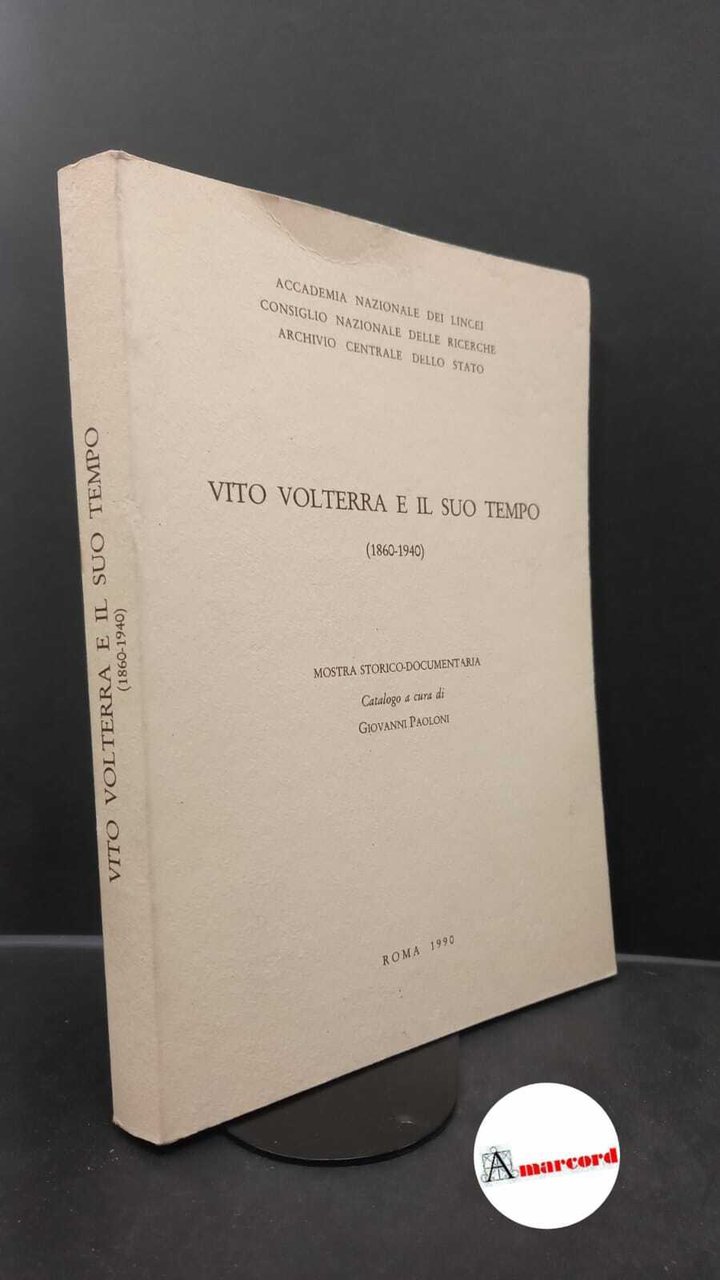 ACCADEMIA NAZIONALE DEI LINCEI
CONSIGLIO NAZIONALE DELLE RICERCHE
ARCHIVIO CENTRALE DELLO STATO
VITO VOLTERRA E IL SUO TEMPO
(1860-1940)
MOSTRA STORICO-DOCUMENTARIA
Catalogo a cura di
GIOVANNI PAOLONI
ROMA 1990
VITO VOLTERRA E IL SUO TEMPO
(1860-1940)
Amarcord